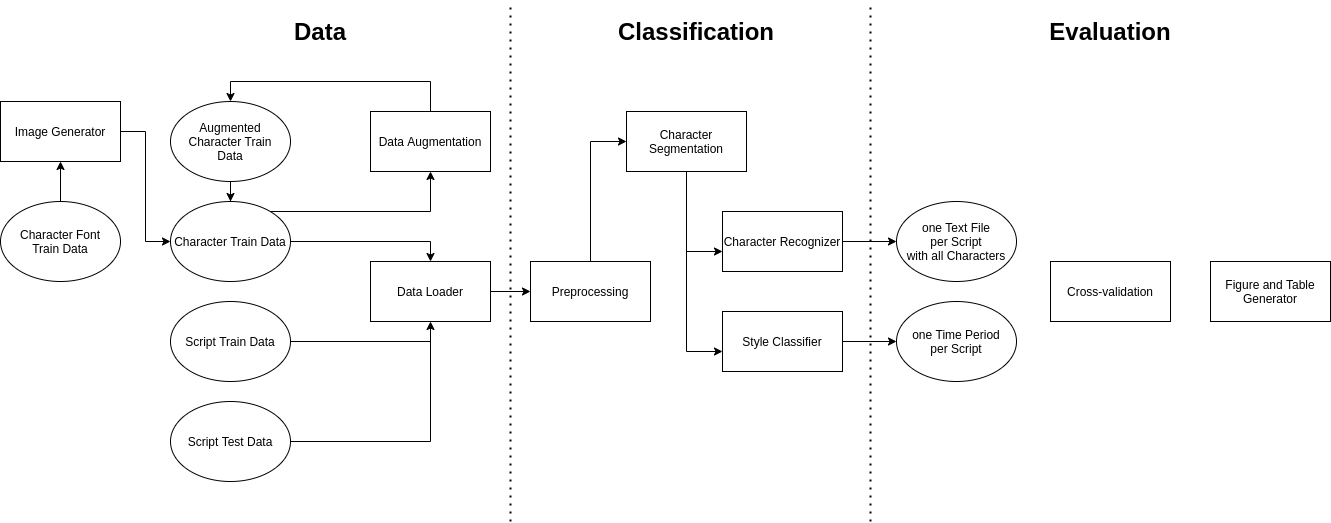 Data
Classification
Evaluation
Image Generator
Augmented
Character Train
Data
Data Augmentation
Character
Segmentation
Character Font
Train Data
Character Train Data
Character Recognizer
one Text File
per Script
with all Characters
Data Loader
Preprocessing
Cross-validation
Figure and Table
Generator
Script Train Data
Style Classifier
one Time Period
per Script
Script Test Data